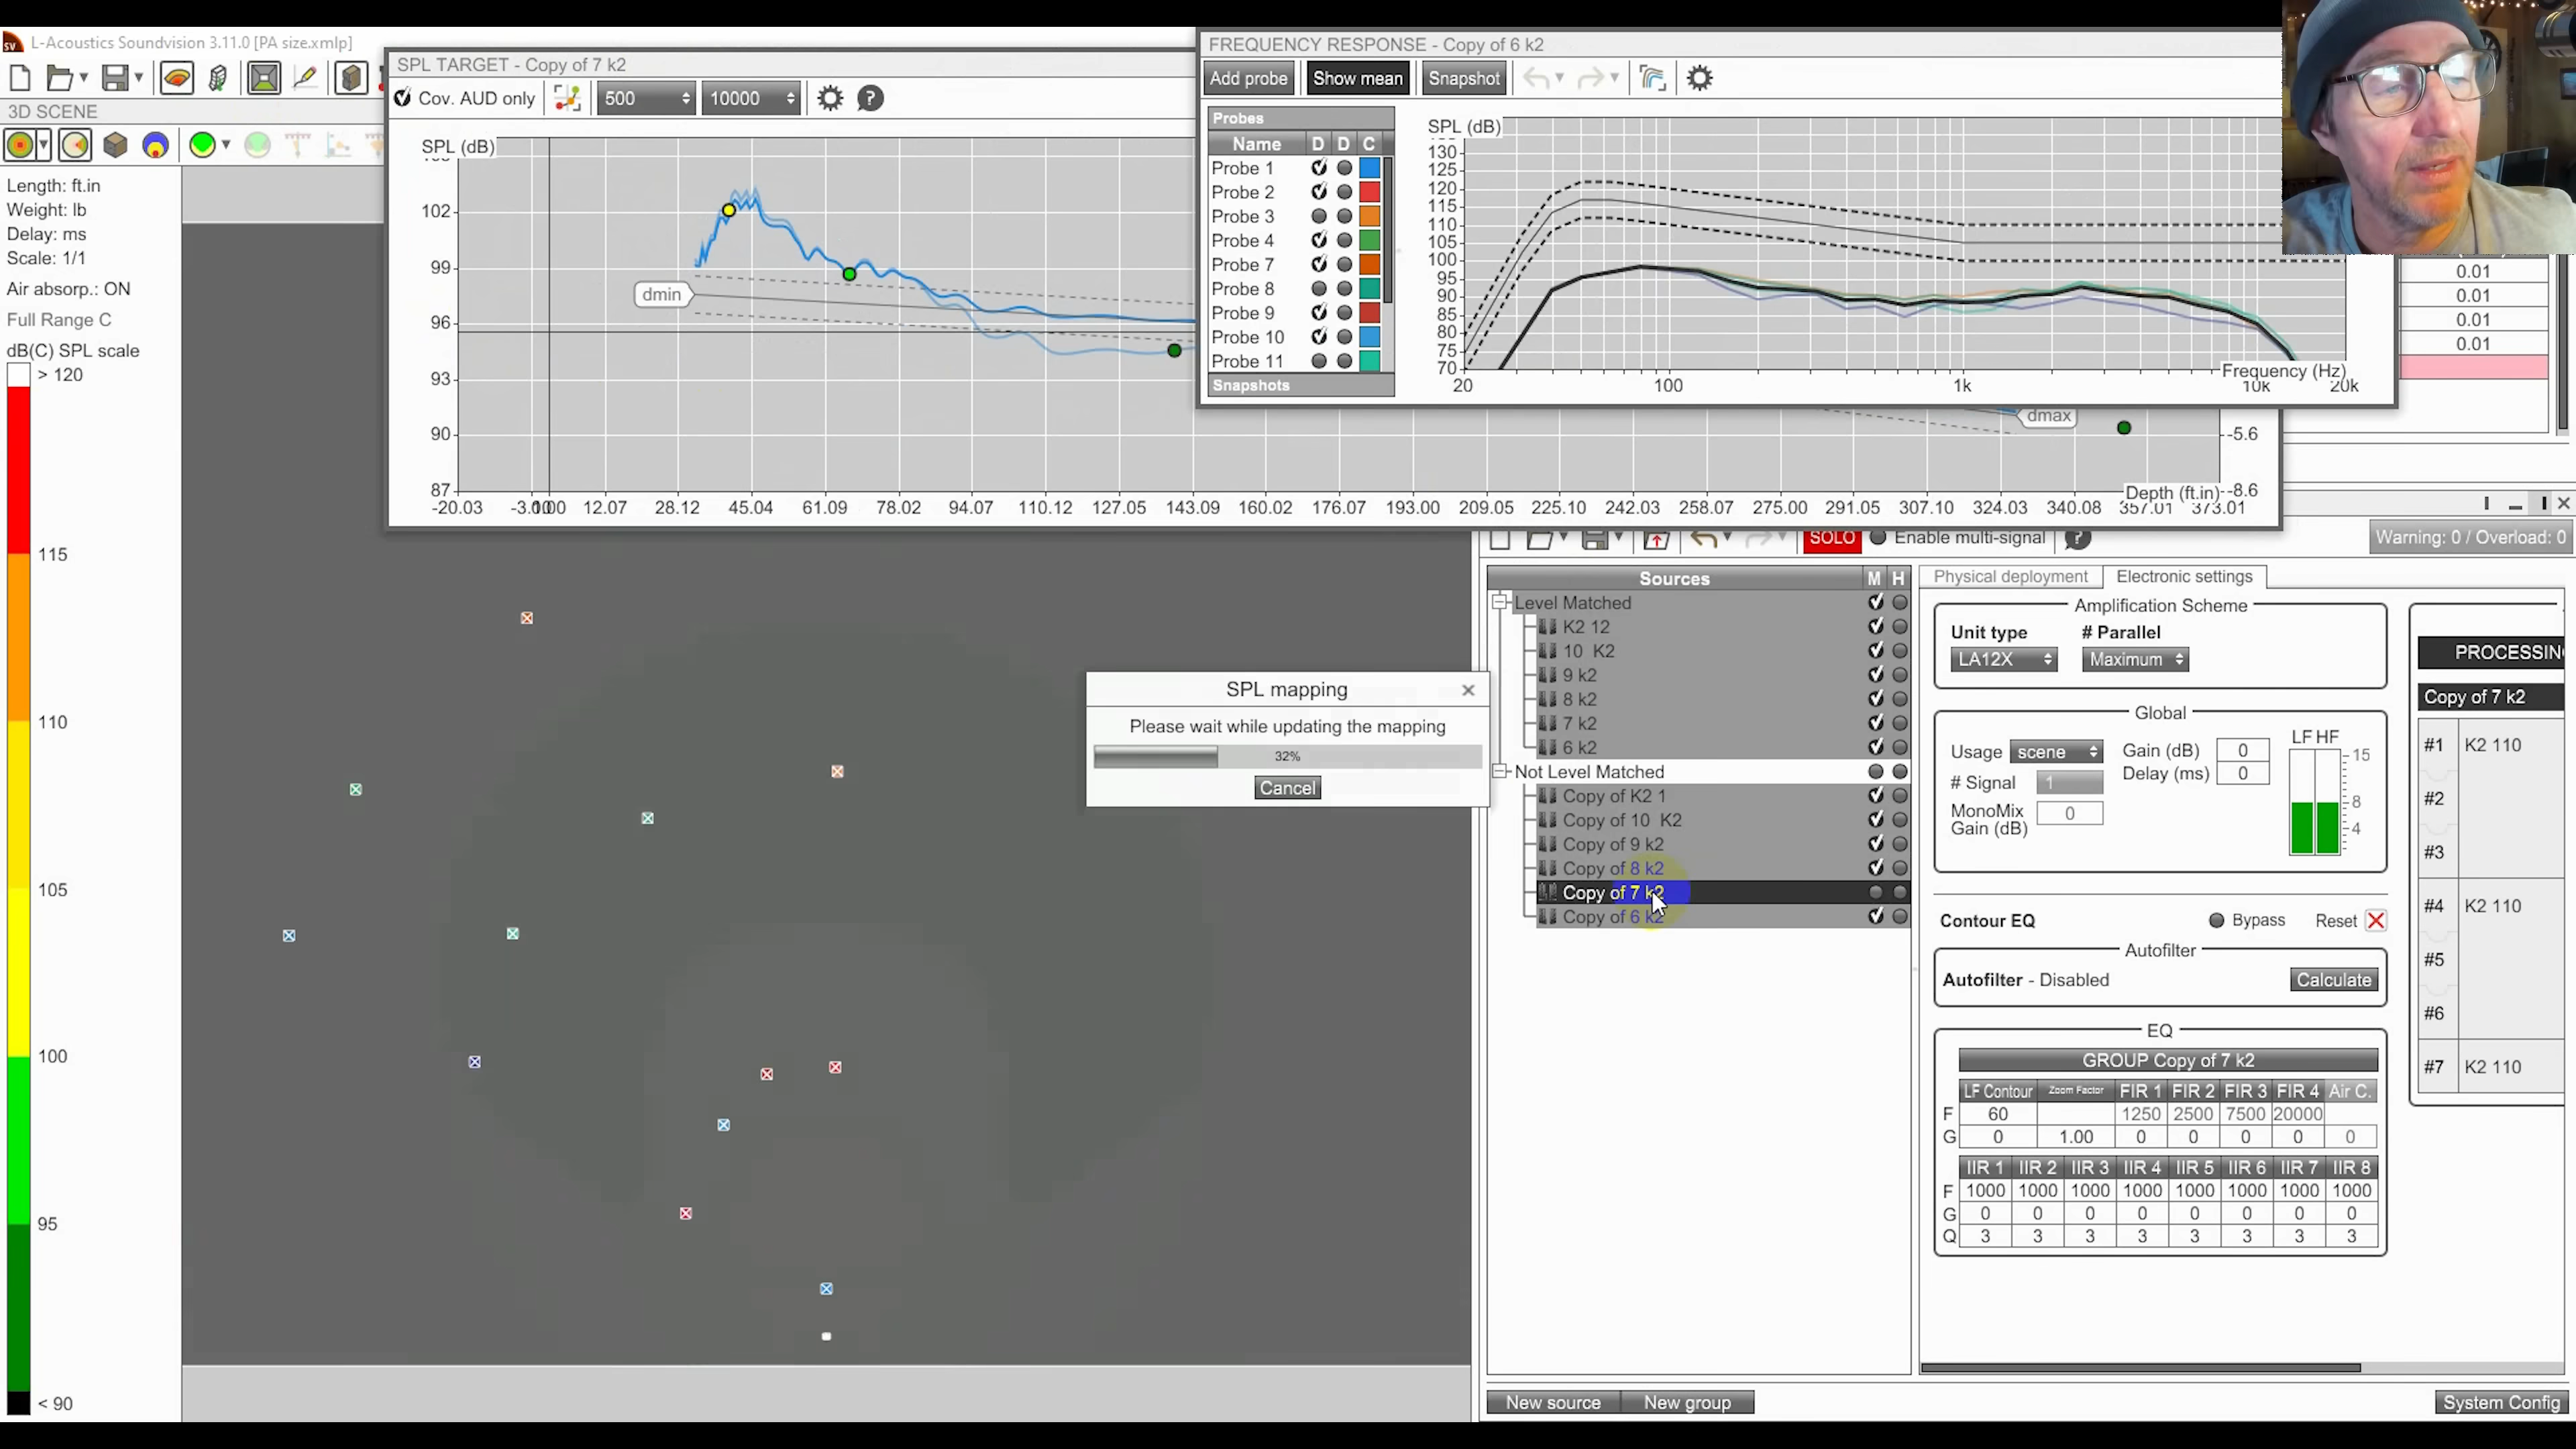 L-Acoustics Soundvision 3.11.0 [PA size.xmlp]
3D SCENE
Length: ft.in
Weight: lb
Delay: ms
Scale: 1/1
Air absorp.: ON
Full Range C
dB(C) SPL scale
> 120
115
110
105
100
95
< 90
SPL TARGET - Copy of 7 k2
Cov. AUD only 500 10000
SPL (dB)
102
99
96
93
90
87
dmin
dmax
-5.6
-8.6
Depth (ft.in)
-20.03 -3.10 0.00 12.07 28.12 45.04 61.09 78.02 94.07 110.12 127.05 143.09 160.02 176.07 193.00 209.05 225.10 242.03 258.07 275.00 291.05 307.10 324.03 340.08 357.01 373.01
FREQUENCY RESPONSE - Copy of 6 k2
Add probe Show mean Snapshot
Probes
Name D D C
Probe 1
Probe 2
Probe 3
Probe 4
Probe 7
Probe 8
Probe 9
Probe 10
Probe 11
Snapshots
SPL (dB)
130
125
120
115
110
105
100
95
90
85
80
75
70
20 100 1k 10k 20k
Frequency (Hz)
0.01
0.01
0.01
0.01
SPL mapping
Please wait while updating the mapping
32%
Cancel
SOLO Enable multi-signal Warning: 0 / Overload: 0
Sources M H
Level Matched
K2 12
10 K2
9 k2
8 k2
7 k2
6 k2
Not Level Matched
Copy of K2 1
Copy of 10 K2
Copy of 9 k2
Copy of 8 k2
Copy of 7 k2
Copy of 6 k2
New source New group
Physical deployment Electronic settings
Amplification Scheme
Unit type # Parallel
LA12X Maximum
Global
Usage scene Gain (dB) 0
# Signal 1 Delay (ms) 0
MonoMix
Gain (dB) 0
LF HF
15
8
4
Contour EQ Bypass Reset
Autofilter
Autofilter - Disabled Calculate
EQ
GROUP Copy of 7 k2
LF Contour Zoom Factor FIR 1 FIR 2 FIR 3 FIR 4 Air C.
F 60 1250 2500 7500 20000
G 0 1.00 0 0 0 0 0
IIR 1 IIR 2 IIR 3 IIR 4 IIR 5 IIR 6 IIR 7 IIR 8
F 1000 1000 1000 1000 1000 1000 1000 1000
G 0 0 0 0 0 0 0 0
Q 3 3 3 3 3 3 3 3
PROCESSIN
Copy of 7 k2
#1 K2 110
#2
#3
#4 K2 110
#5
#6
#7 K2 110
System Config